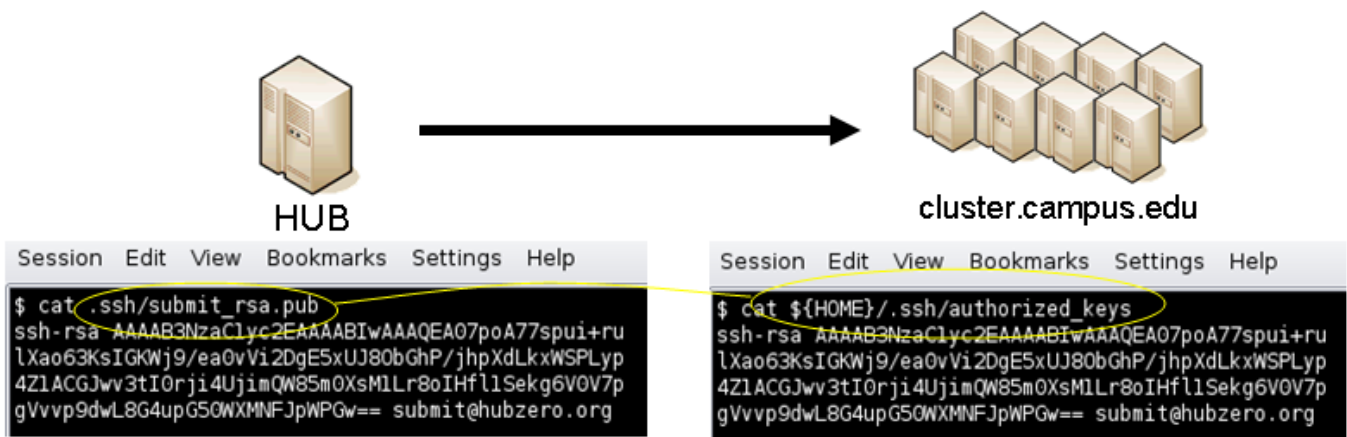 HUB
cluster.campus.edu
Session Edit View Bookmarks Settings Help
$ cat .ssh/submit_rsa.pub
ssh-rsa AAAAB3NzaC1yc2EAAAABIwAAAQEA07poA77spui+ru
lXao63KsIGKWj9/ea0vVi2DgE5xUJ80bGhP/jhpXdLkxWSPLyp
4Z1ACGJwv3tI0rji4UjimQW85m0XsM1Lr8oIHfl1Sekg6V0V7p
gVvvp9dwL8G4upG50WXMNFJpWPGw== submit@hubzero.org
Session Edit View Bookmarks Settings Help
$ cat ${HOME}/.ssh/authorized_keys
ssh-rsa AAAAB3NzaC1yc2EAAAABIwAAAQEA07poA77spui+ru
lXao63KsIGKWj9/ea0vVi2DgE5xUJ80bGhP/jhpXdLkxWSPLyp
4Z1ACGJwv3tI0rji4UjimQW85m0XsM1Lr8oIHfl1Sekg6V0V7p
gVvvp9dwL8G4upG50WXMNFJpWPGw== submit@hubzero.org